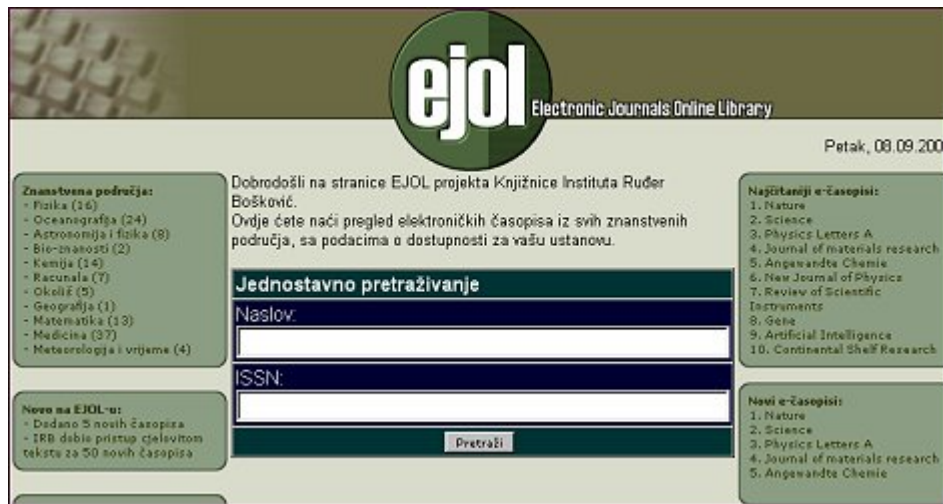 ejol
Electronic Journals Online Library
Petak, 08.09.200
Znanstvena područja:
- Fizika (16)
- Oceanografija (24)
- Astronomija i fizika (8)
- Bio-znanosti (2)
- Kemija (14)
- Racunala (7)
- Okoliš (5)
- Geografija (1)
- Matematika (13)
- Medicina (37)
- Meteorologija i vrijeme (4)
Novo na EJOL-u:
- Dodano 5 novih časopisa
- IRB dobio pristup cjelovitom
tekstu za 50 novih časopisa
Dobrodošli na stranice EJOL projekta Knjižnice Instituta Ruđer
Bošković.
Ovdje ćete naći pregled elektroničkih časopisa iz svih znanstvenih
područja, sa podacima o dostupnosti za vašu ustanovu.
Jednostavno pretraživanje
Naslov:
ISSN:
Pretraži
Najčitaniji e-časopisi:
1. Nature
2. Science
3. Physics Letters A
4. Journal of materials research
5. Angewandte Chemie
6. New Journal of Physics
7. Review of Scientific
Instruments
8. Gene
9. Artificial Intelligence
10. Continental Shelf Research
Novi e-časopisi:
1. Nature
2. Science
3. Physics Letters A
4. Journal of materials research
5. Angewandte Chemie